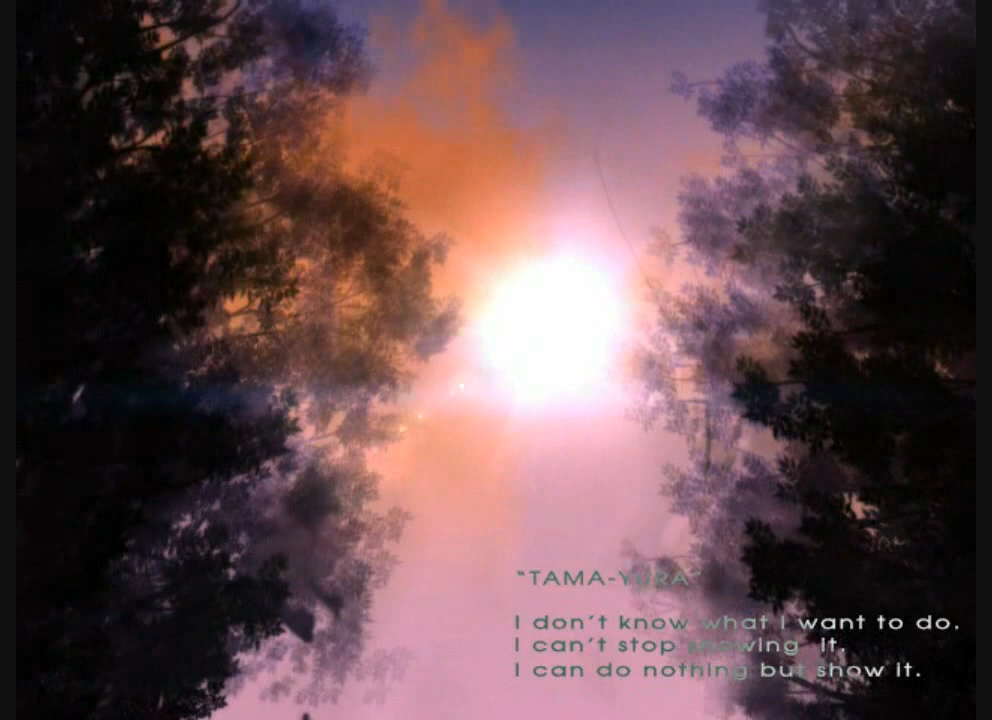 "TAMA-YURA"
I don't know what I want to do.
I can't stop showing it.
I can do nothing but show it.